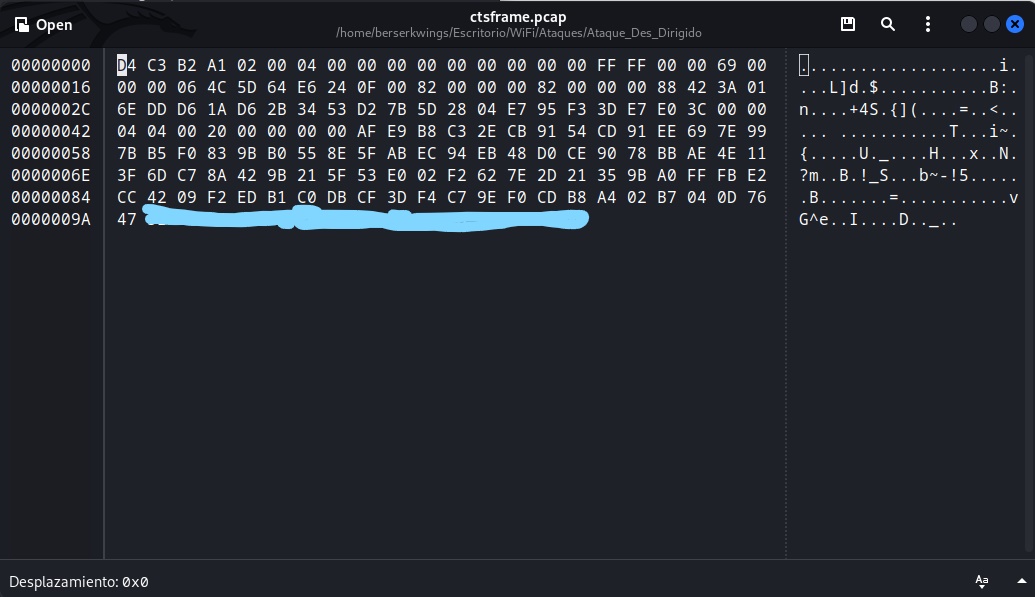 Open
ctsframe.pcap
/home/berserkwings/Escritorio/WiFi/Ataques/Ataque_Des_Dirigido
00000000 D4 C3 B2 A1 02 00 04 00 00 00 00 00 00 00 00 00 FF FF 00 00 69 00 ....................i.
00000016 00 00 06 4C 5D 64 E6 24 0F 00 82 00 00 00 82 00 00 00 88 42 3A 01 ...L]d.$...........B:.
0000002C 6E DD D6 1A D6 2B 34 53 D2 7B 5D 28 04 E7 95 F3 3D E7 E0 3C 00 00 n....+4S.{](....=..<..
00000042 04 04 00 20 00 00 00 00 AF E9 B8 C3 2E CB 91 54 CD 91 EE 69 7E 99 ... ...........T...i~.
00000058 7B B5 F0 83 9B B0 55 8E 5F AB EC 94 EB 48 D0 CE 90 78 BB AE 4E 11 {.....U._....H...x..N.
0000006E 3F 6D C7 8A 42 9B 21 5F 53 E0 02 F2 62 7E 2D 21 35 9B A0 FF FB E2 ?m..B.!_S...b~-!5.....
00000084 CC 42 09 F2 ED B1 C0 DB CF 3D F4 C7 9E F0 CD B8 A4 02 B7 04 0D 76 .B.......=...........v
0000009A 47 G^e..I....D.._..
Desplazamiento: 0x0
Aa